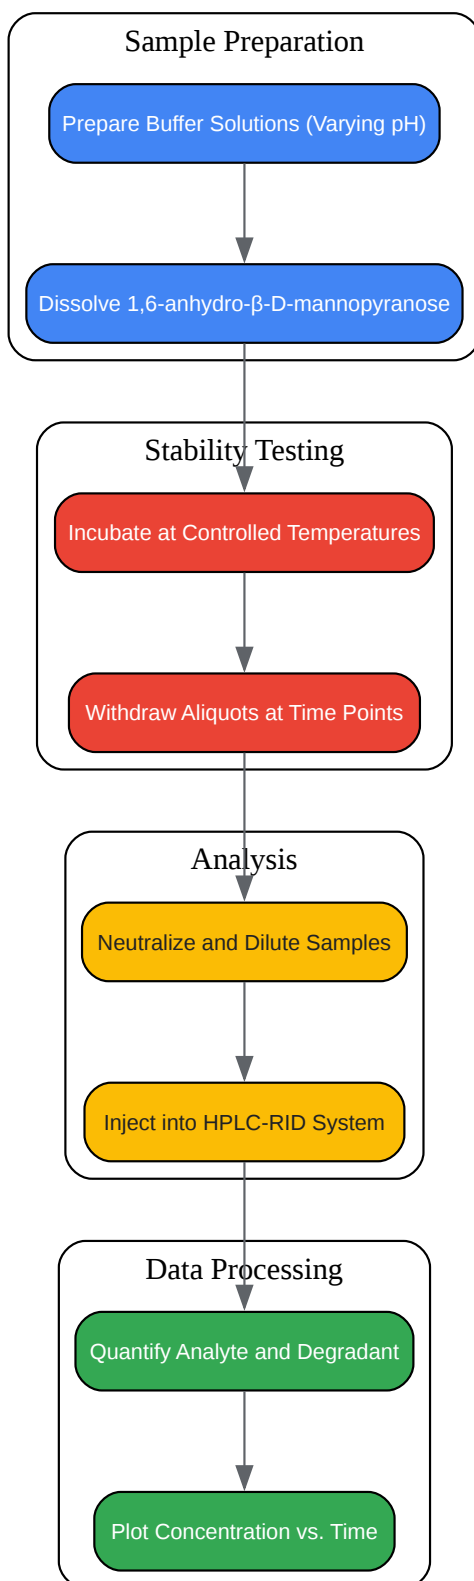 Sample Preparation
Prepare Buffer Solutions (Varying pH)
Dissolve 1,6-anhydro-β-D-mannopyranose
Stability Testing
Incubate at Controlled Temperatures
Withdraw Aliquots at Time Points
Analysis
Neutralize and Dilute Samples
Inject into HPLC-RID System
Data Processing
Quantify Analyte and Degradant
Plot Concentration vs. Time